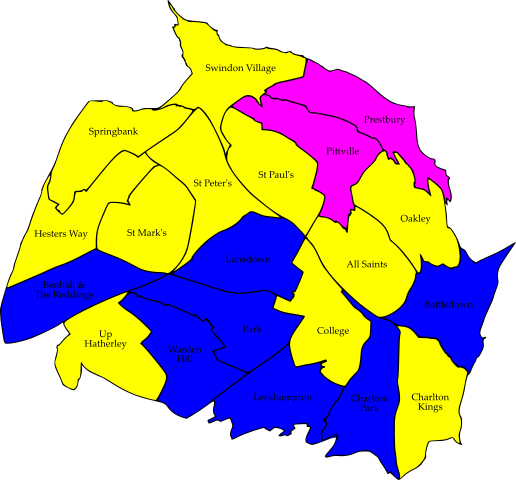 Swindon Village
Prestbury
Springbank
Pittville
St Paul's
St Peter's
Oakley
Hesters Way
St Mark's
Lansdown
All Saints
Benhall &
The Reddings
Battledown
Park
College
Up
Hatherley
Warden
Hill
Leckhampton
Charlton
Park
Charlton
Kings